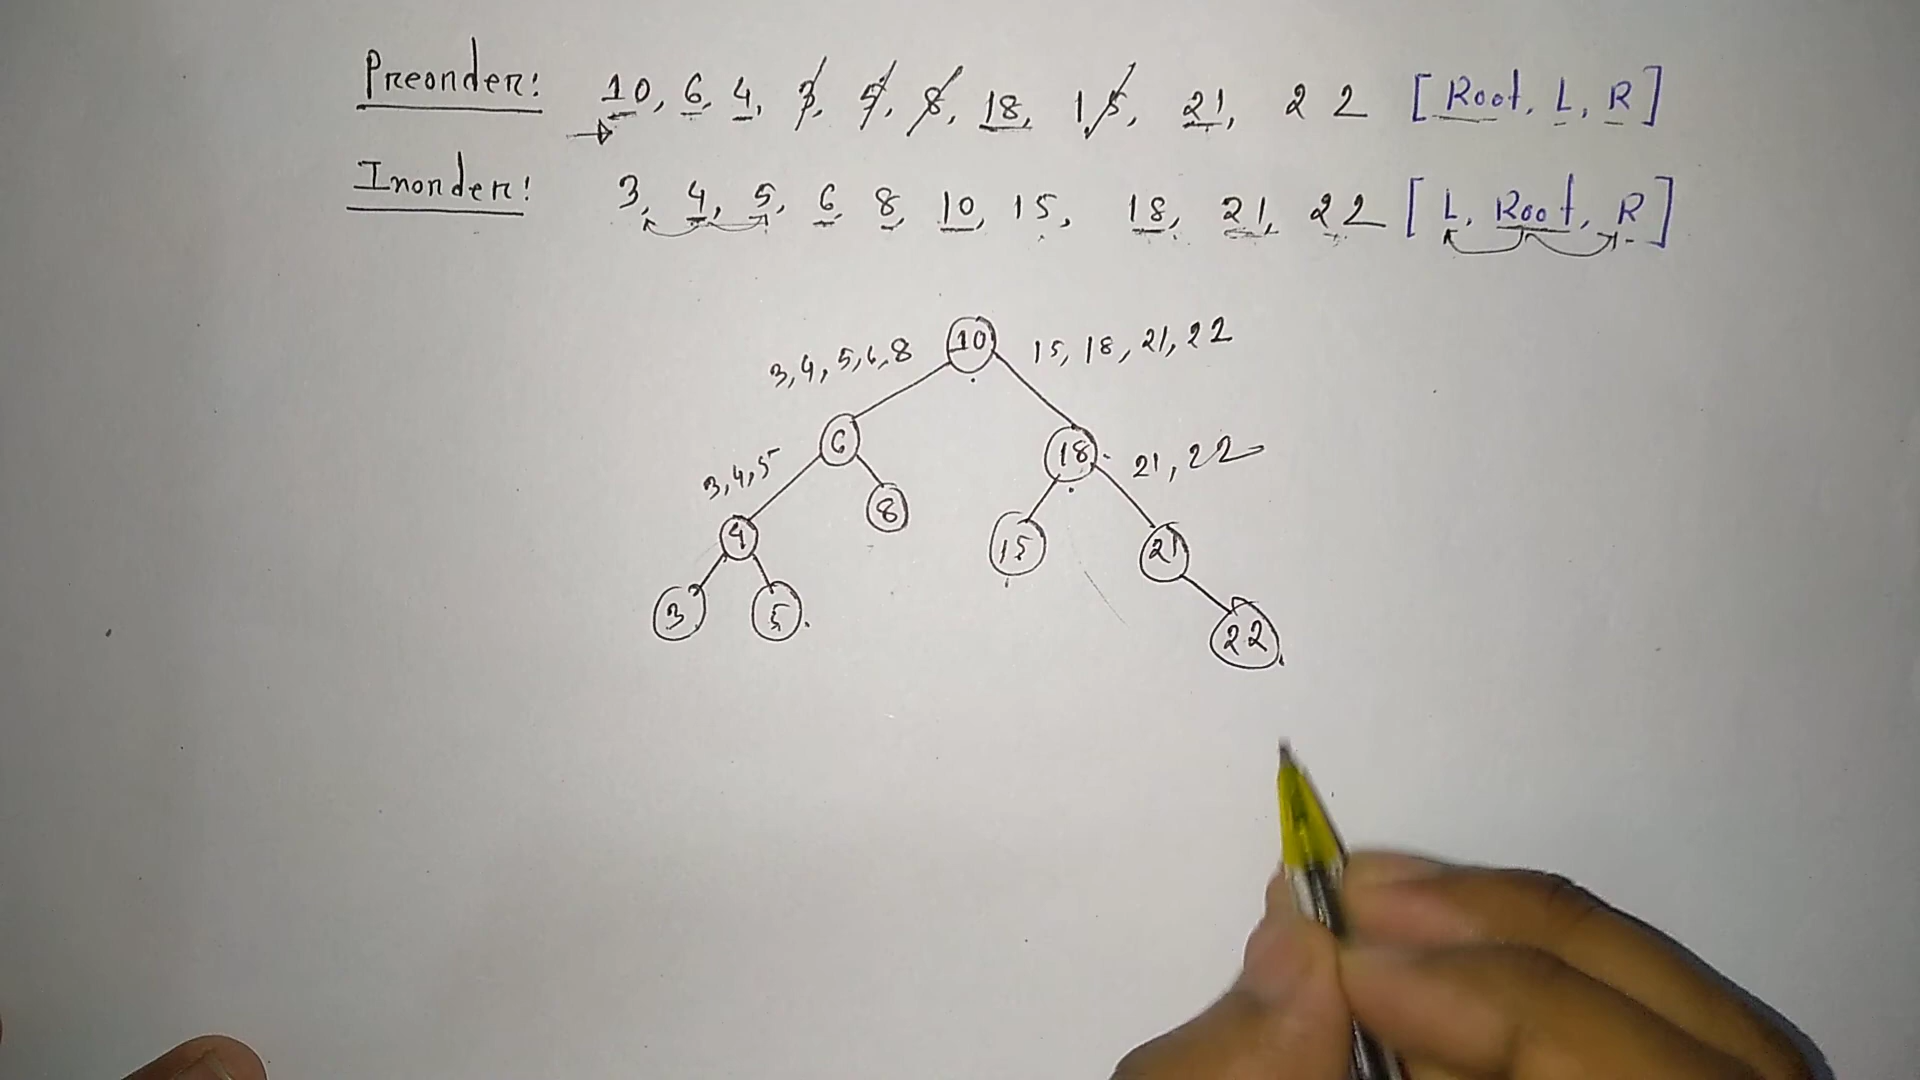 Preorder: 10, 6, 4, 3, 5, 8, 18, 15, 21, 22 [Root, L, R]
Inorder: 3, 4, 5, 6, 8, 10, 15, 18, 21, 22 [L, Root, R]
3, 4, 5, 6, 8 10 15, 18, 21, 22
3, 4, 5 6 18 21, 22
8
4 15 21
3 5 22